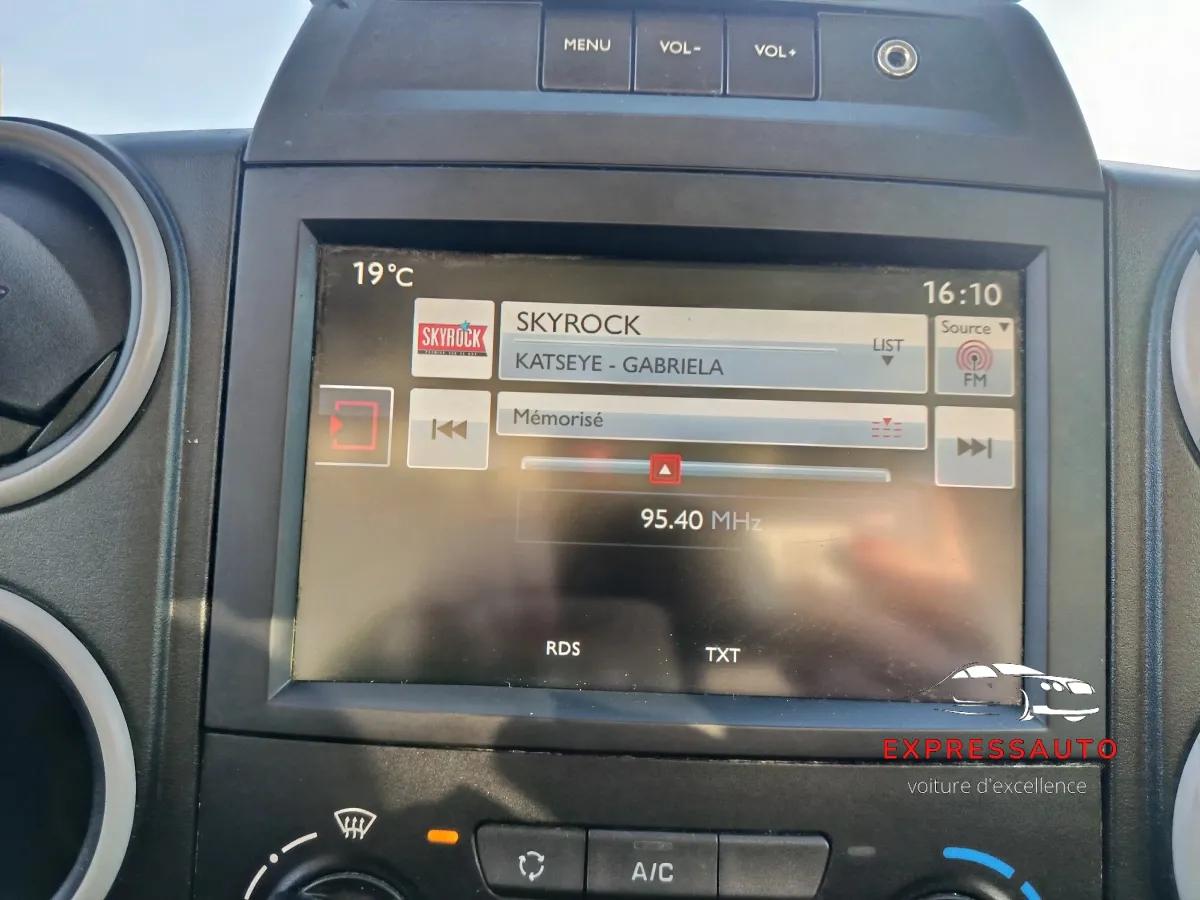 MENU
VOL-
VOL+
19°C
16:10
SKYROCK
SKYROCK
LIST
KATSEYE - GABRIELA
Source
FM
Mémorisé
95.40 MHz
RDS
TXT
EXPRESSAUTO
voiture d'excellence
A/C